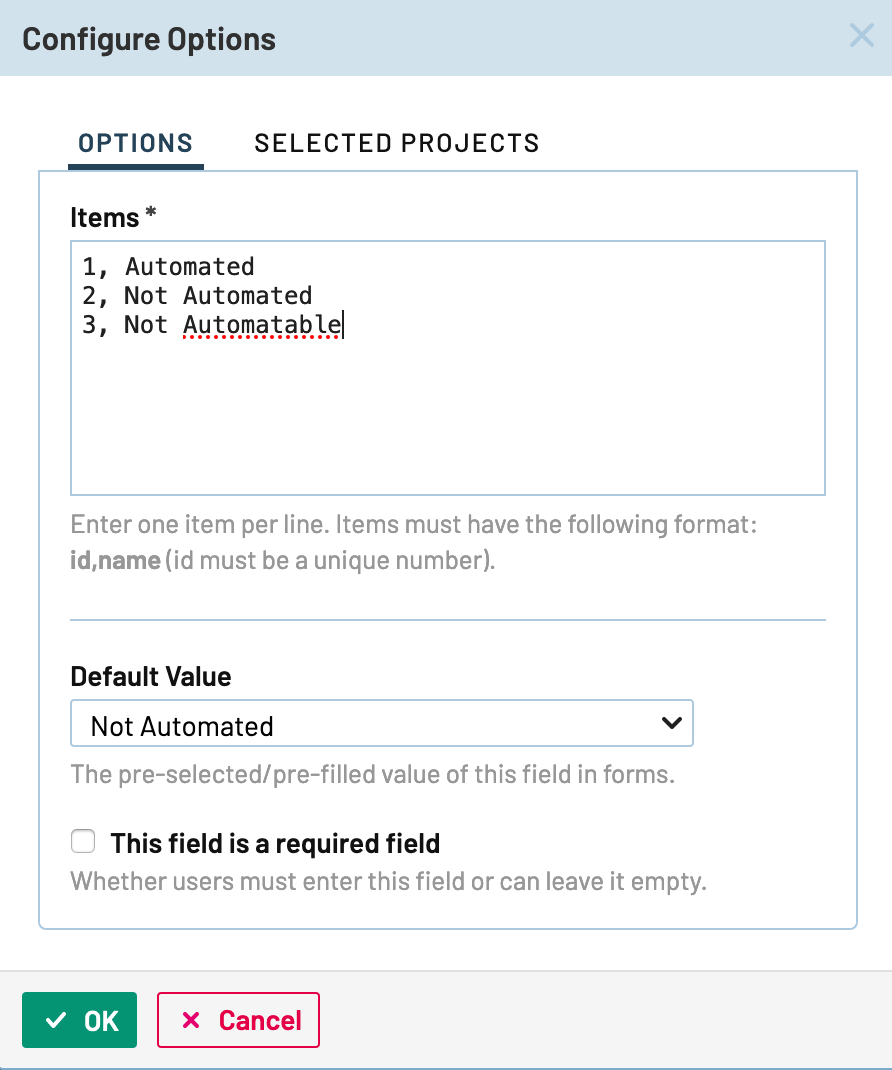 Configure Options
OPTIONS SELECTED PROJECTS
Items *
1, Automated
2, Not Automated
3, Not Automatable
Enter one item per line. Items must have the following format:
id,name (id must be a unique number).
Default Value
Not Automated
The pre-selected/pre-filled value of this field in forms.
This field is a required field
Whether users must enter this field or can leave it empty.
OK Cancel